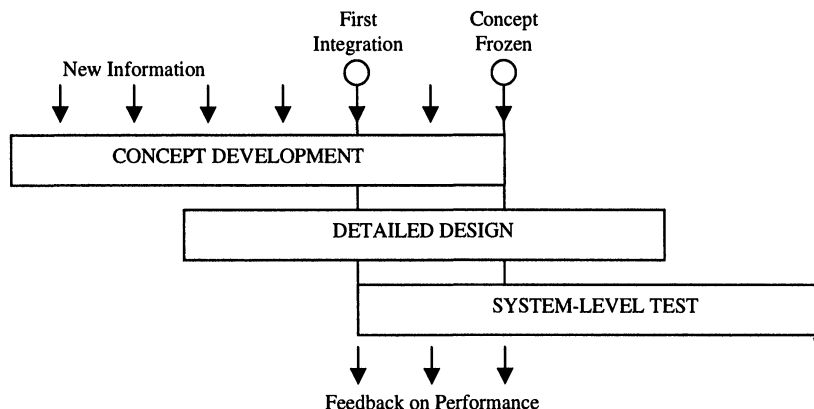 First
Integration
Concept
Frozen
New Information
CONCEPT DEVELOPMENT
DETAILED DESIGN
SYSTEM-LEVEL TEST
Feedback on Performance